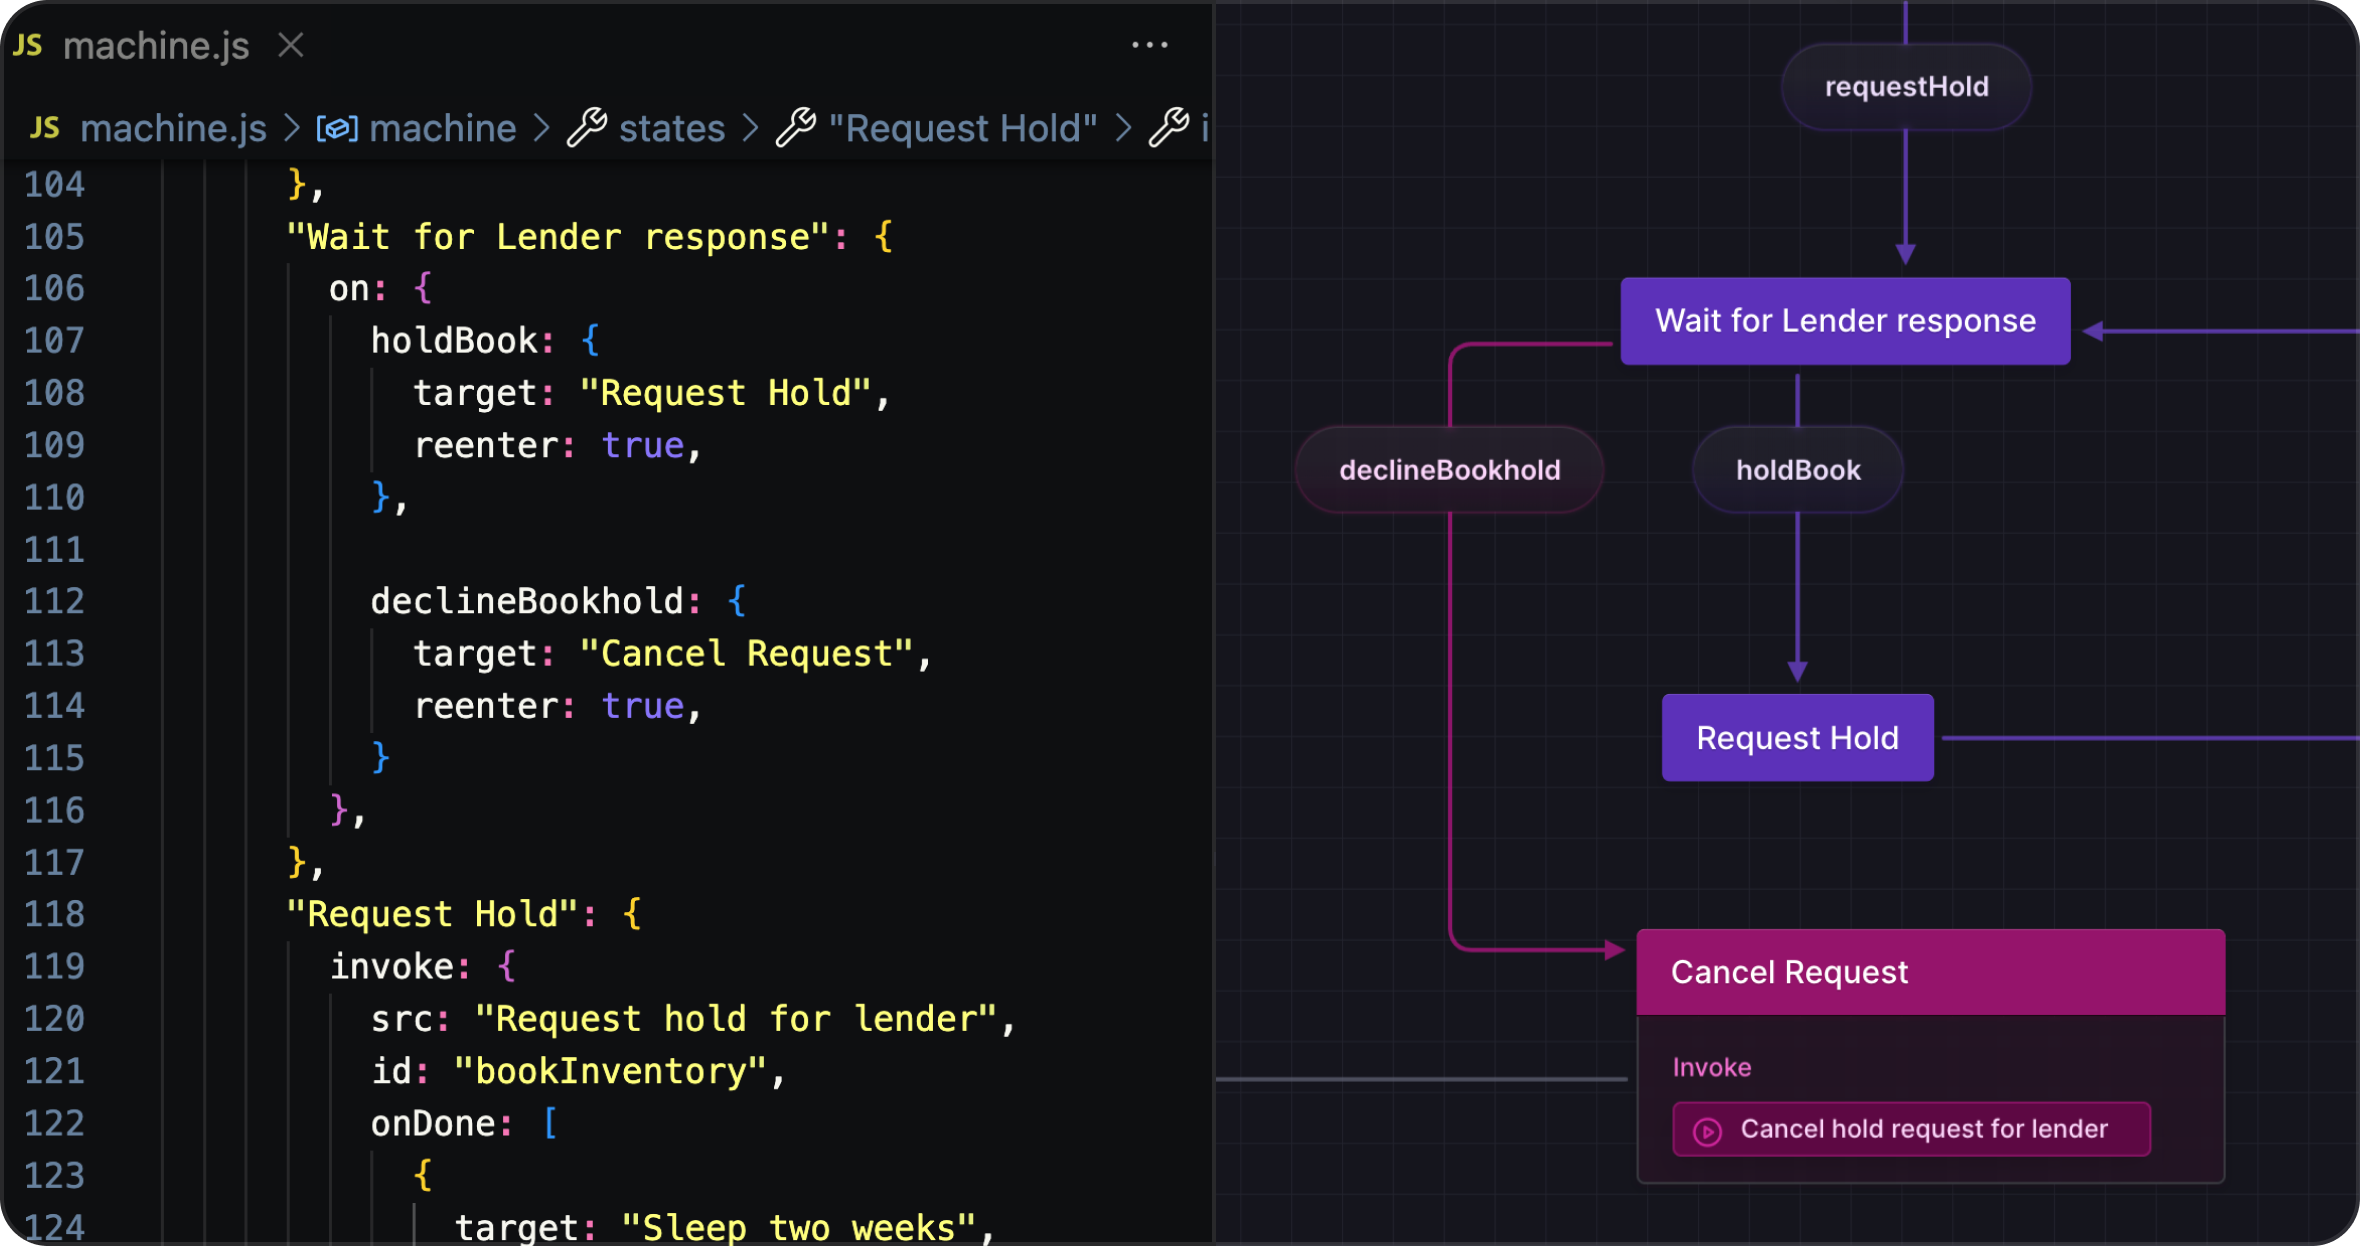 JS machine.js
JS machine.js > machine > states > "Request Hold" > i
104 },
105 "Wait for Lender response": {
106 on: {
107 holdBook: {
108 target: "Request Hold",
109 reenter: true,
110 },
111
112 declineBookhold: {
113 target: "Cancel Request",
114 reenter: true,
115 }
116 },
117 },
118 "Request Hold": {
119 invoke: {
120 src: "Request hold for lender",
121 id: "bookInventory",
122 onDone: [
123 {
124 target: "Sleep two weeks",
requestHold
Wait for Lender response
declineBookhold
holdBook
Request Hold
Cancel Request
Invoke
Cancel hold request for lender